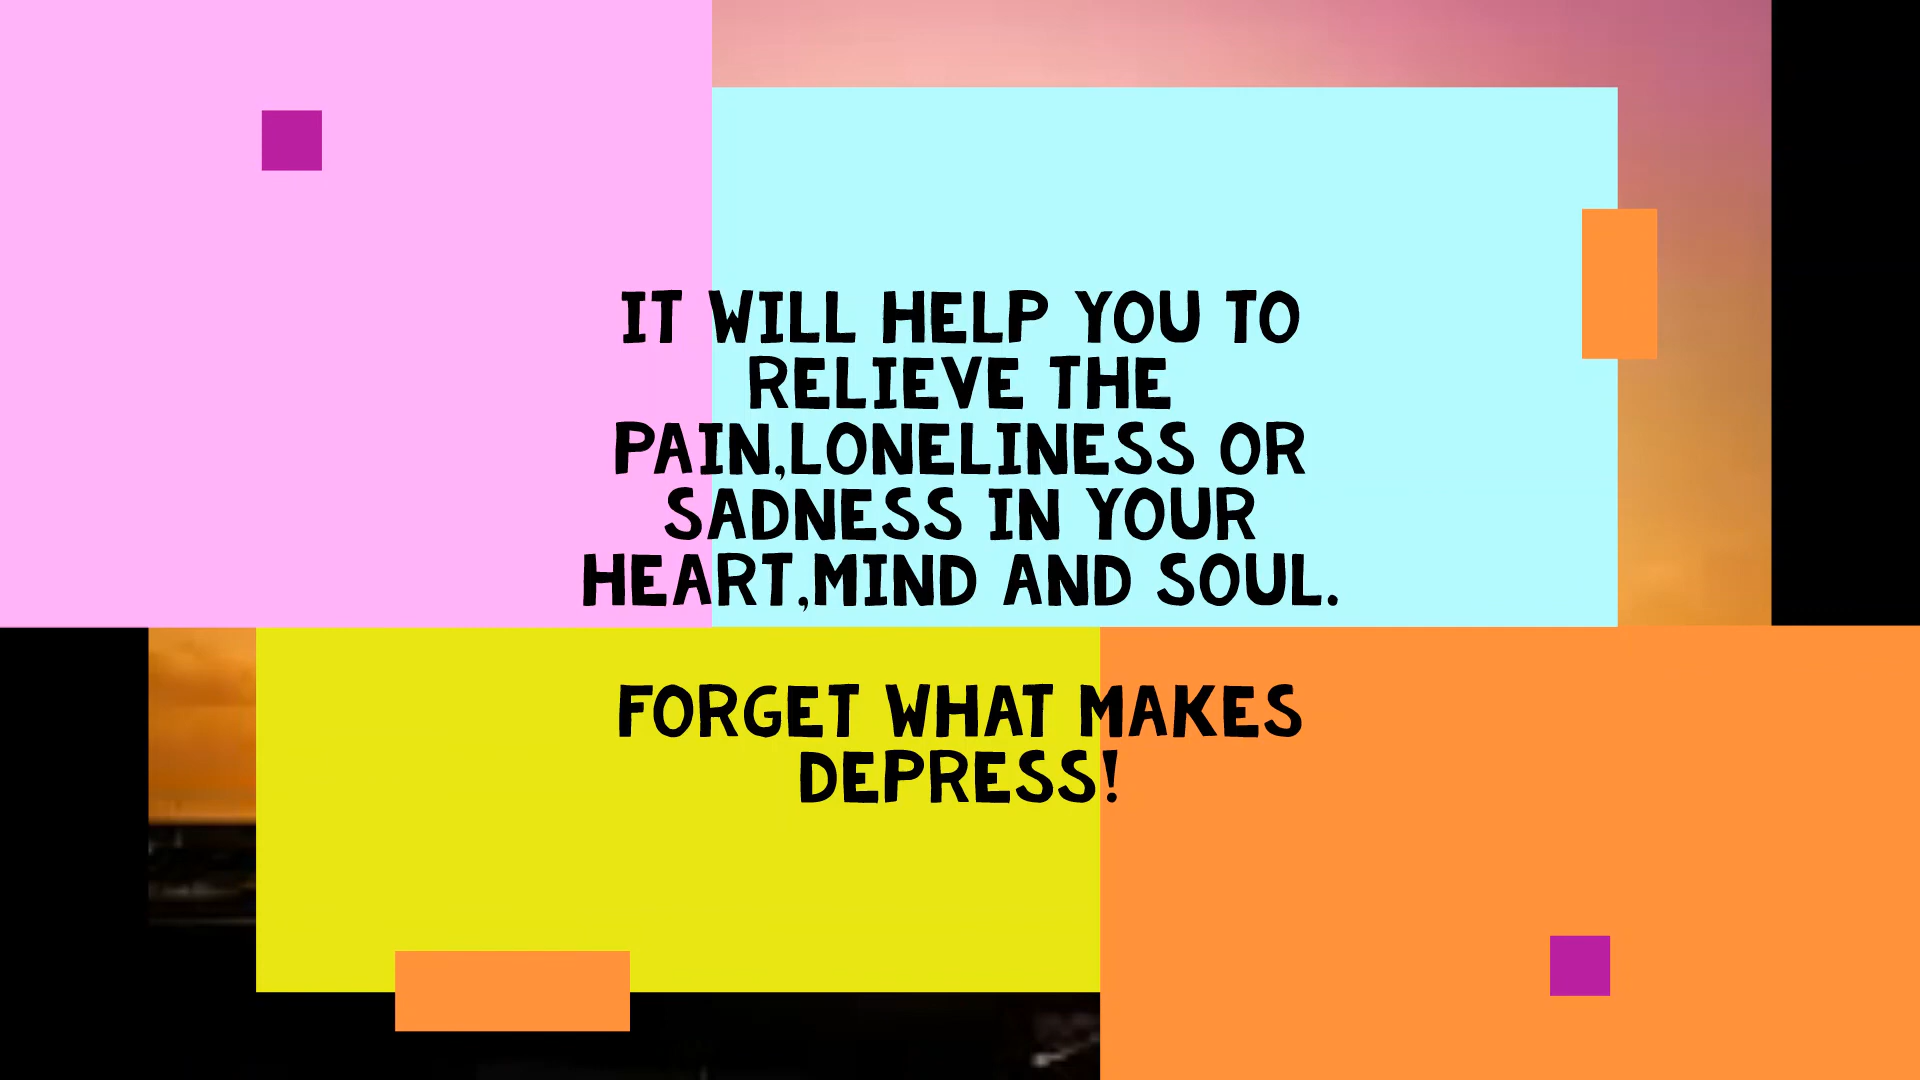 IT WILL HELP YOU TO
RELIEVE THE
PAIN,LONELINESS OR
SADNESS IN YOUR
HEART,MIND AND SOUL.
FORGET WHAT MAKES
DEPRESS!